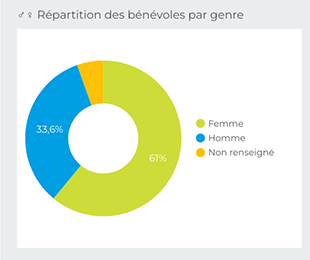 ♂♀ Répartition des bénévoles par genre
33,6%
61%
Femme
Homme
Non renseigné